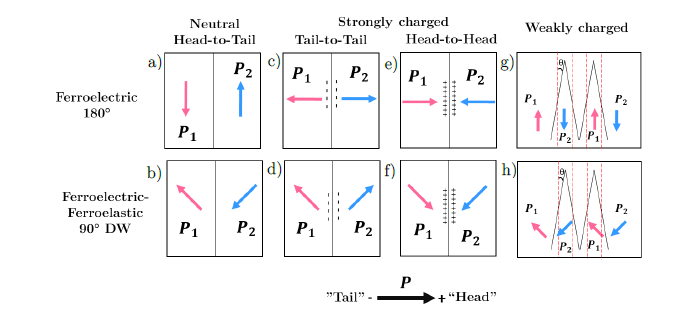 Neutral
Head-to-Tail
Strongly charged
Tail-to-Tail
Head-to-Head
Weakly charged
Ferroelectric
180°
a)
P₁
P₂
c)
P₁
P₂
e)
P₁
P₂
g)
θ
P₁
P₂
P₁
P₂
Ferroelectric-
Ferroelastic
90° DW
b)
P₁
P₂
d)
P₁
P₂
f)
P₁
P₂
h)
θ
P₁
P₂
P₁
P₂
P
"Tail" - + “Head”